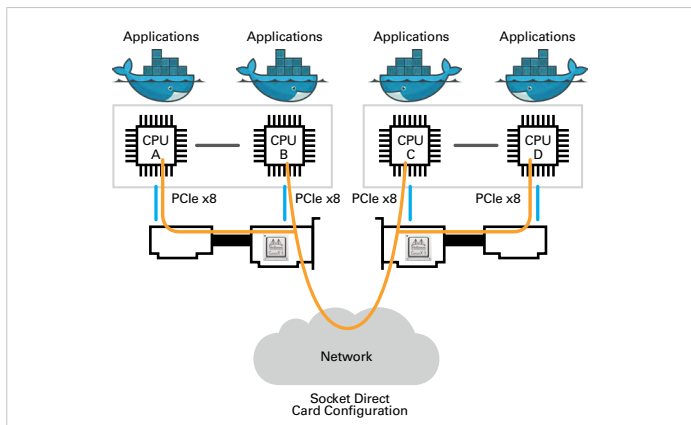 Applications
Applications
Applications
Applications
CPU
A
CPU
B
CPU
C
CPU
D
PCIe x8
PCIe x8
PCIe x8
PCIe x8
Network
Socket Direct
Card Configuration